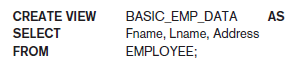 CREATE VIEW BASIC_EMP_DATA AS
SELECT Fname, Lname, Address
FROM EMPLOYEE;